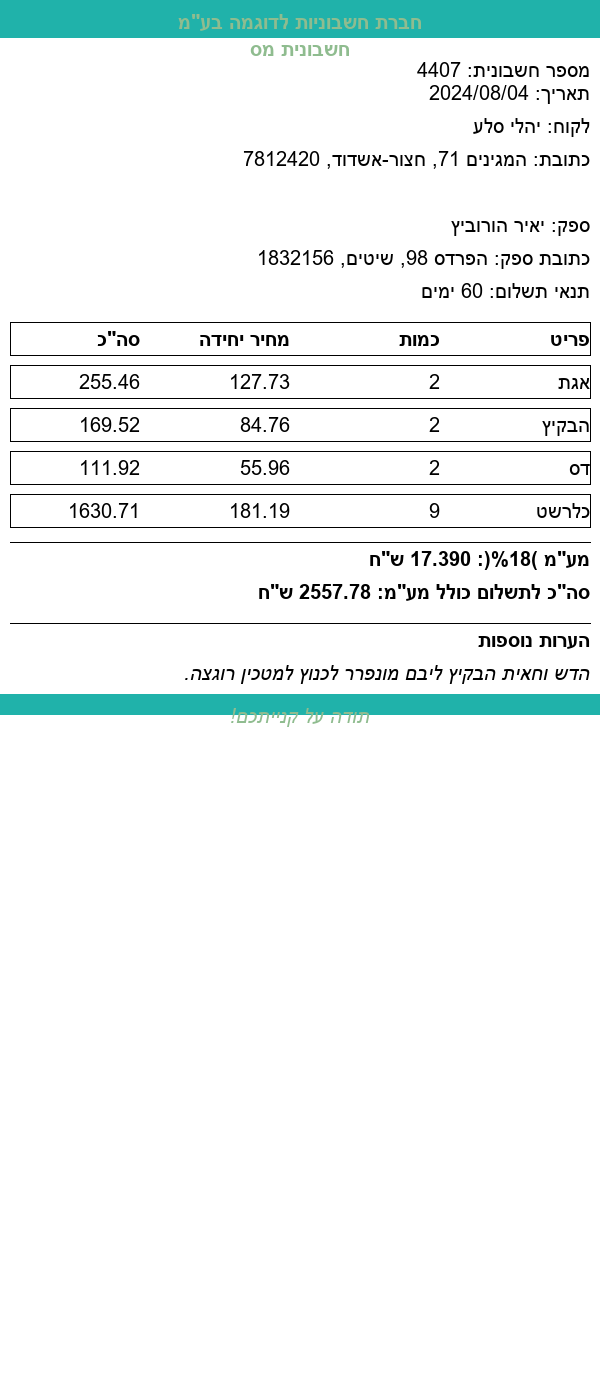 חברת חשבוניות לדוגמה בע"מ
חשבונית מס
מספר חשבונית: 4407
תאריך: 2024/08/04
לקוח: יהלי סלע
כתובת: המגינים 71, חצור-אשדוד, 7812420
ספק: יאיר הורוביץ
כתובת ספק: הפרדס 98, שיטים, 1832156
תנאי תשלום: 60 ימים
פריט כמות מחיר יחידה סה"כ
אגת 2 127.73 255.46
הבקיץ 2 84.76 169.52
דס 2 55.96 111.92
כלרשט 9 181.19 1630.71
מע"מ )18%(: 17.390 ש"ח
סה"כ לתשלום כולל מע"מ: 2557.78 ש"ח
הערות נוספות
הדש וחאית הבקיץ ליבם מונפרר לכנוץ למטכין רוגצה.
תודה על קנייתכם!